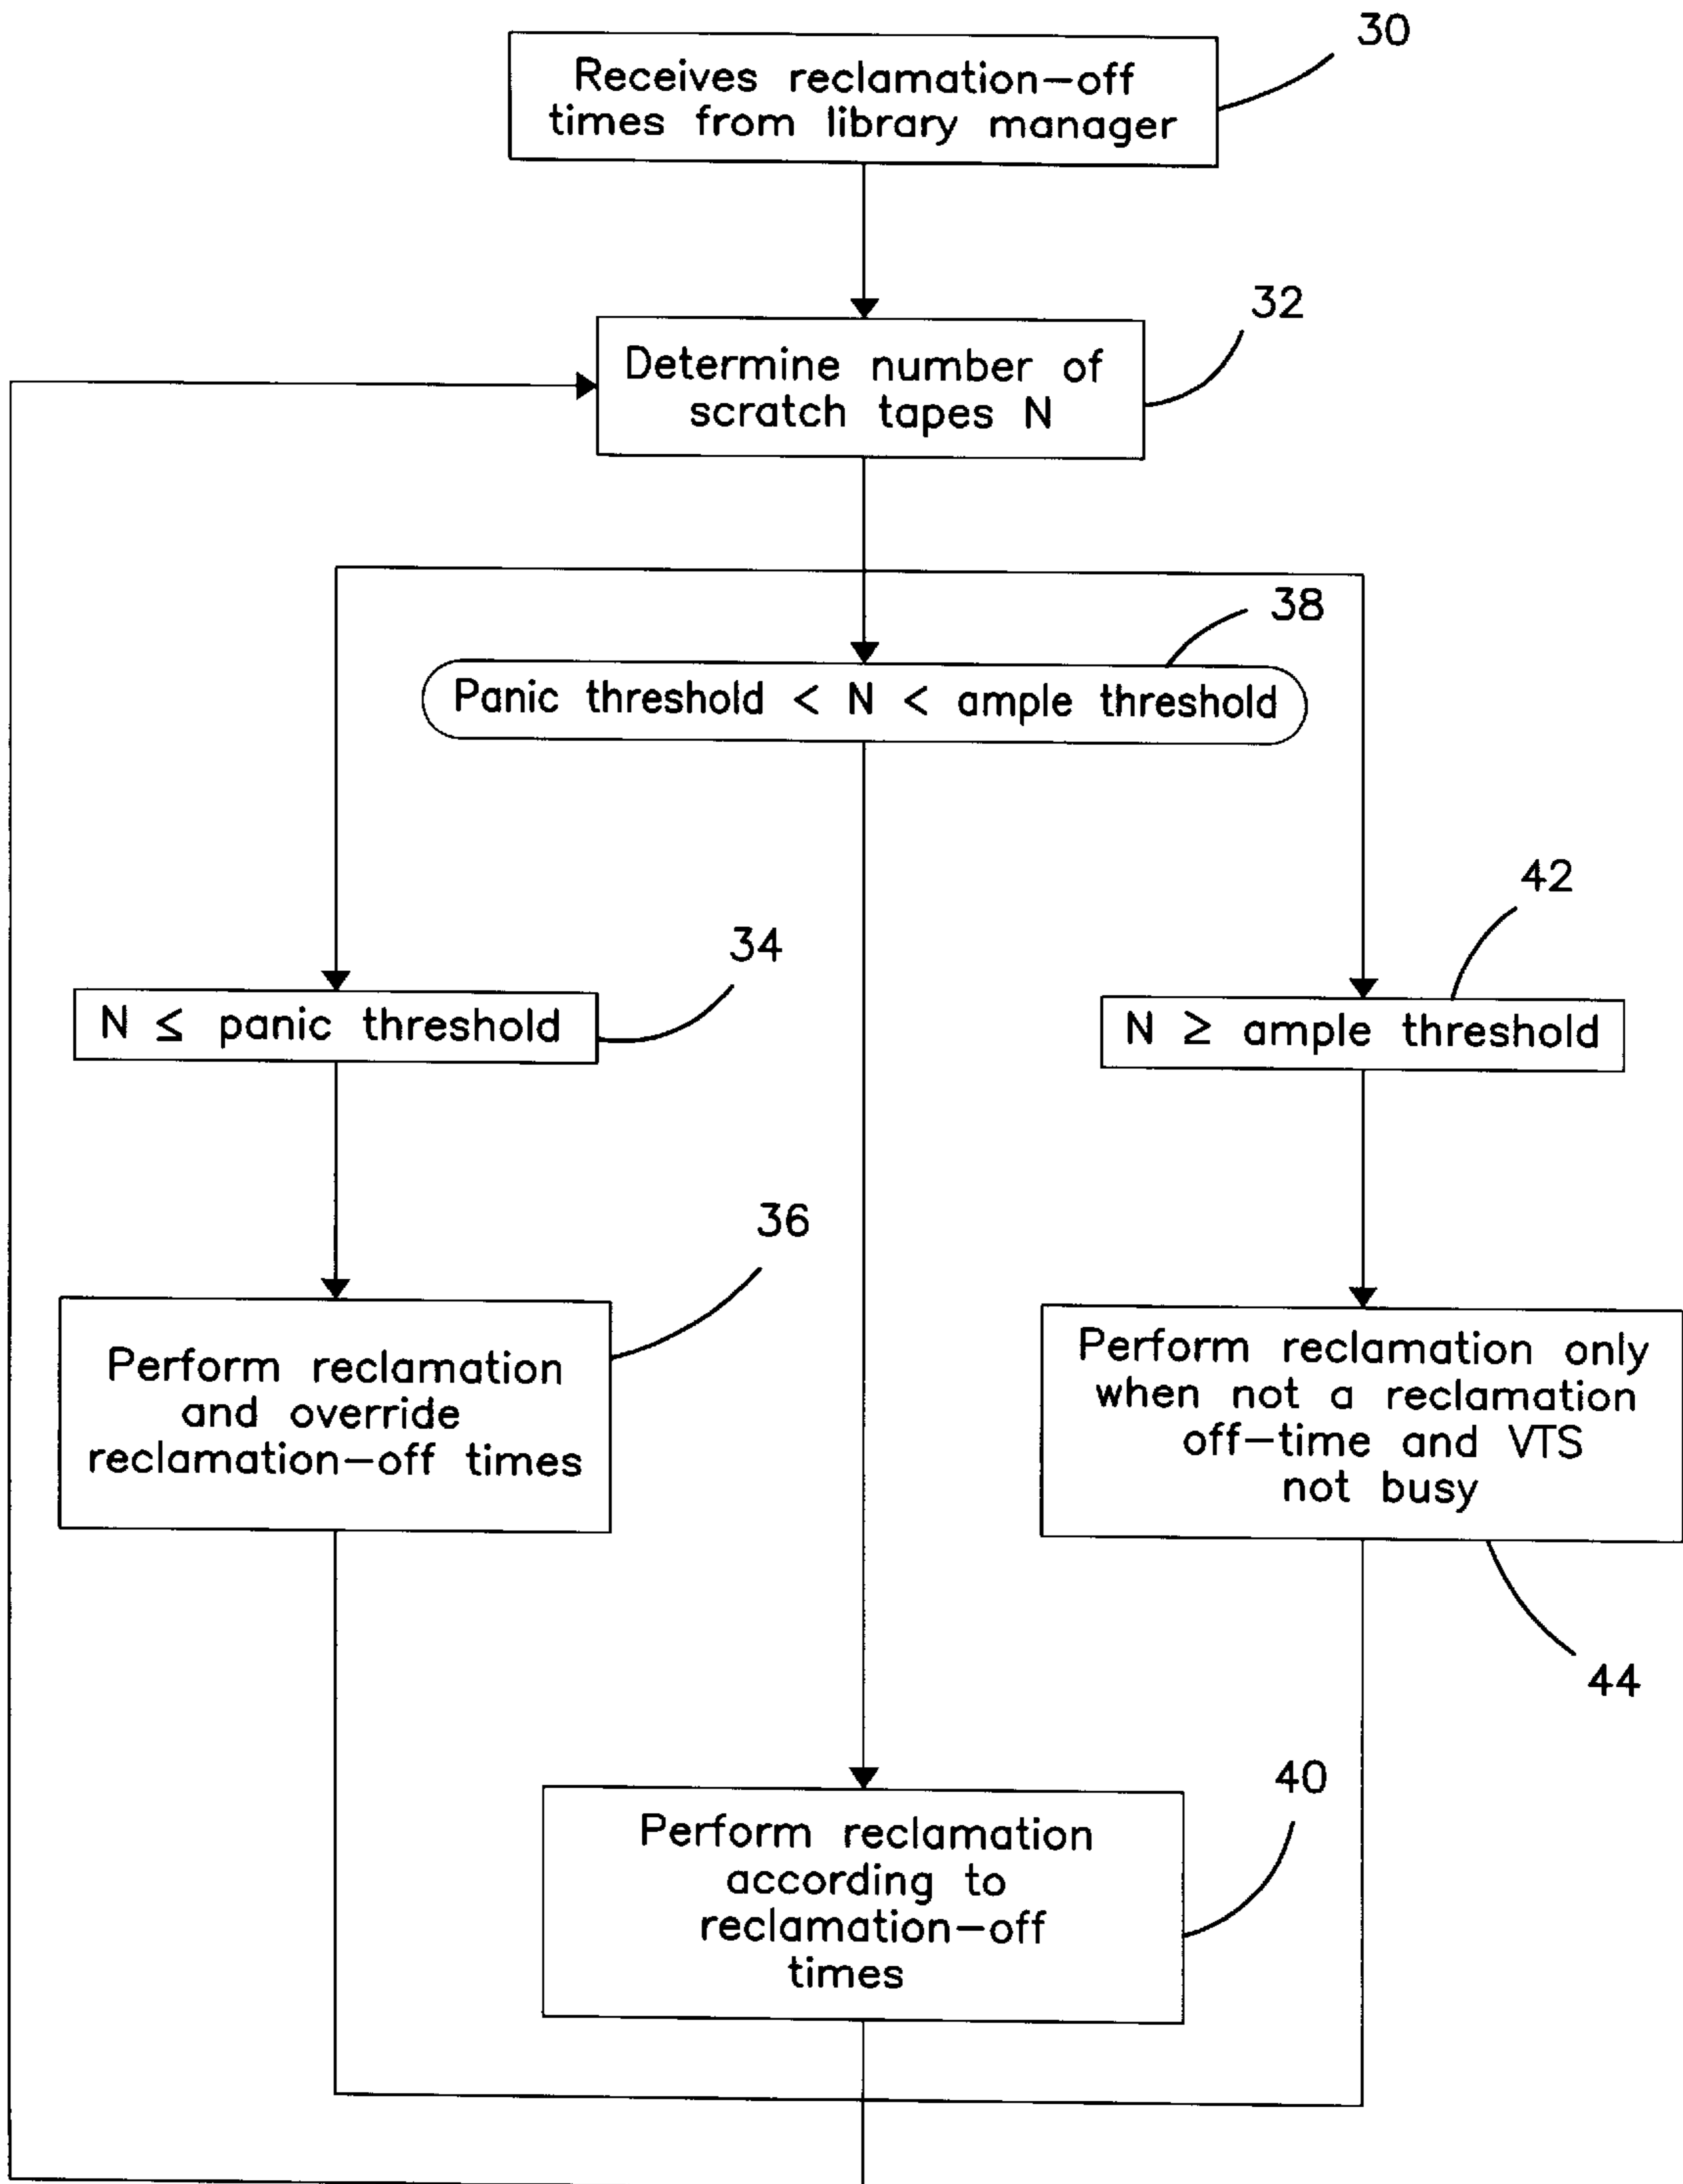 30
Receives reclamation-off
times from library manager
32
Determine number of
scratch tapes N
38
Panic threshold < N < ample threshold
42
34
N ≤ panic threshold
N ≥ ample threshold
36
Perform reclamation
and override
reclamation-off times
Perform reclamation only
when not a reclamation
off-time and VTS
not busy
44
40
Perform reclamation
according to
reclamation-off
times